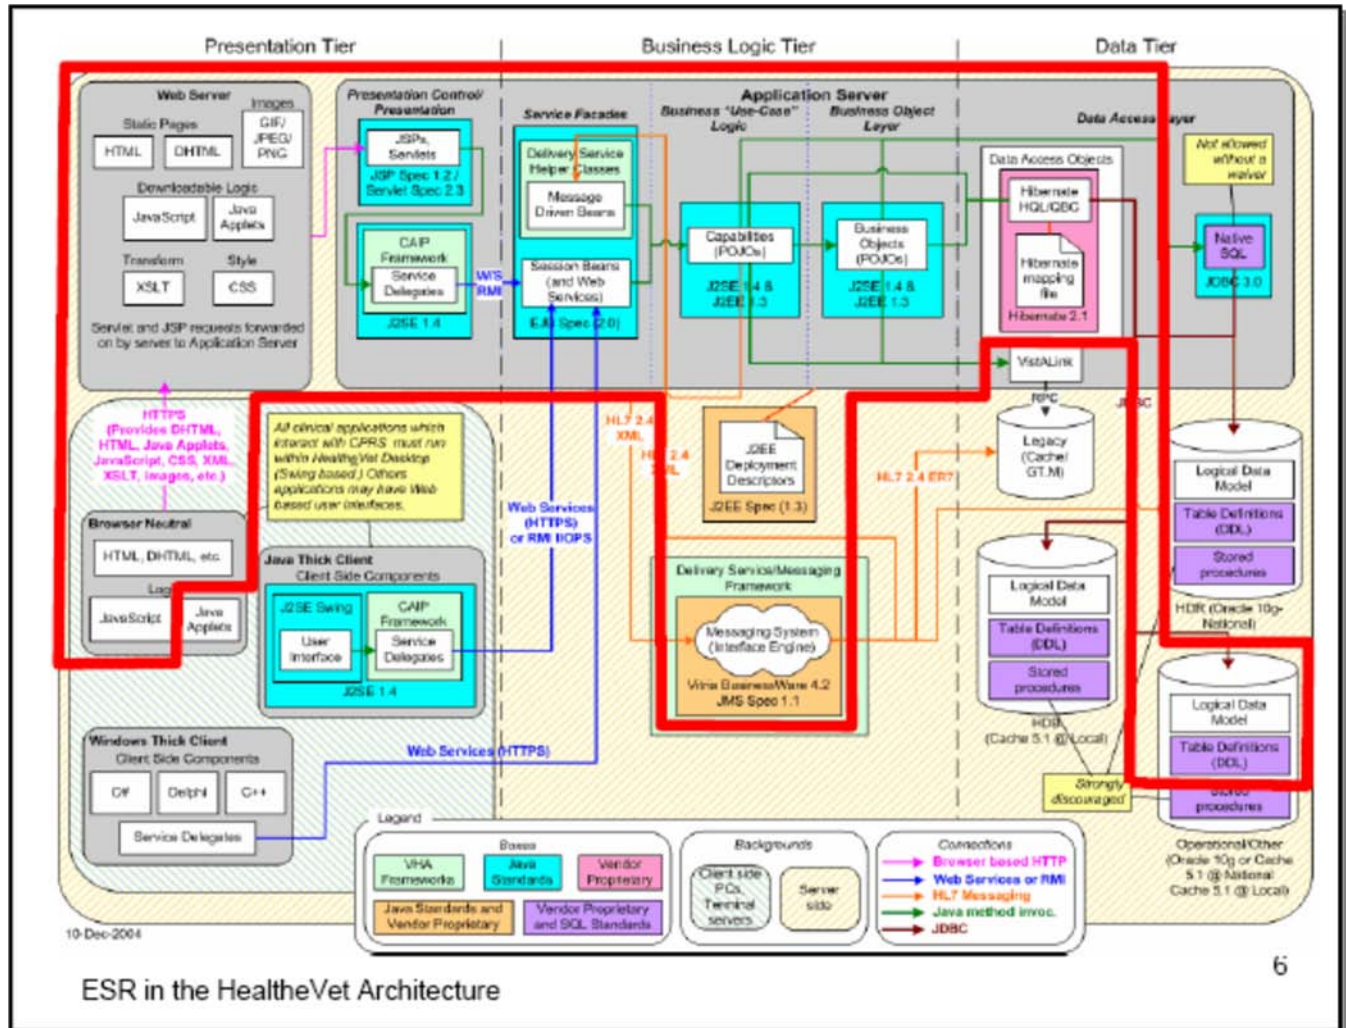 Presentation Tier
Business Logic Tier
Data Tier
Web Server
Static Pages
Images
HTML
DHTML
GIF/
JPEG/
PNG
Downloadable Logic
JavaScript
Java
Applets
Transform
Style
XSLT
CSS
Servlet and JSP requests forwarded
on by server to Application Server
Application Server
Presentation Control/
Presentation
JSPs,
Servlets
JSP Spec 1.2 /
Servlet Spec 2.3
CAIP
Framework
Service
Delegates
J2SE 1.4
W/S
RMI
Service Facades
Delivery Service
Helper Classes
Message
Driven Beans
Session Beans
(and Web
Services)
EJB Spec (2.0)
Business "Use-Case"
Logic
Capabilities
(POJOs)
J2SE 1.4 &
J2EE 1.3
Business Object
Layer
Business
Objects
(POJOs)
J2SE 1.4 &
J2EE 1.3
Data Access Layer
Data Access Objects
Hibernate
HQL/QBC
Hibernate
mapping
file
Hibernate 2.1
Not allowed
without a
waiver
Native
SQL
JDBC 3.0
VistALink
RPC
JDBC
HTTPS
(Provides DHTML,
HTML, Java Applets,
JavaScript, CSS, XML,
XSLT, images, etc.)
All clinical applications which
interact with CPRS must run
within HealtheVet Desktop
(Swing based.) Others
applications may have Web
based user interfaces.
Browser Neutral
HTML, DHTML, etc.
JavaScript
Java
Applets
Java Thick Client
Client Side Components
J2SE Swing
User
Interface
CAIP
Framework
Service
Delegates
J2SE 1.4
Web Services
(HTTPS)
or RMI IIOPS
HL7 2.4
XML
HL7 2.4
XML
J2EE
Deployment
Descriptors
J2EE Spec (1.3)
HL7 2.4 ER7
Legacy
(Cache/
GT.M)
Delivery Service/Messaging
Framework
Messaging System
(Interface Engine)
Vitria BusinessWare 4.2
JMS Spec 1.1
Logical Data
Model
Table Definitions
(DDL)
Stored
procedures
HDR
(Cache 5.1 @ Local)
Logical Data
Model
Table Definitions
(DDL)
Stored
procedures
HDR (Oracle 10g-
National)
Logical Data
Model
Table Definitions
(DDL)
Stored
procedures
Operational/Other
(Oracle 10g or Cache
5.1 @ National
Cache 5.1 @ Local)
Strongly
discouraged
Windows Thick Client
Client Side Components
C#
Delphi
C++
Service Delegates
Web Services (HTTPS)
Legend
Boxes
VHA
Frameworks
Java
Standards
Vendor
Proprietary
Java Standards and
Vendor Proprietary
Vendor Proprietary
and SQL Standards
Backgrounds
Client side
PCs,
Terminal
servers
Server
side
Connections
Browser based HTTP
Web Services or RMI
HL7 Messaging
Java method invoc.
JDBC
10-Dec-2004
ESR in the HealtheVet Architecture
6